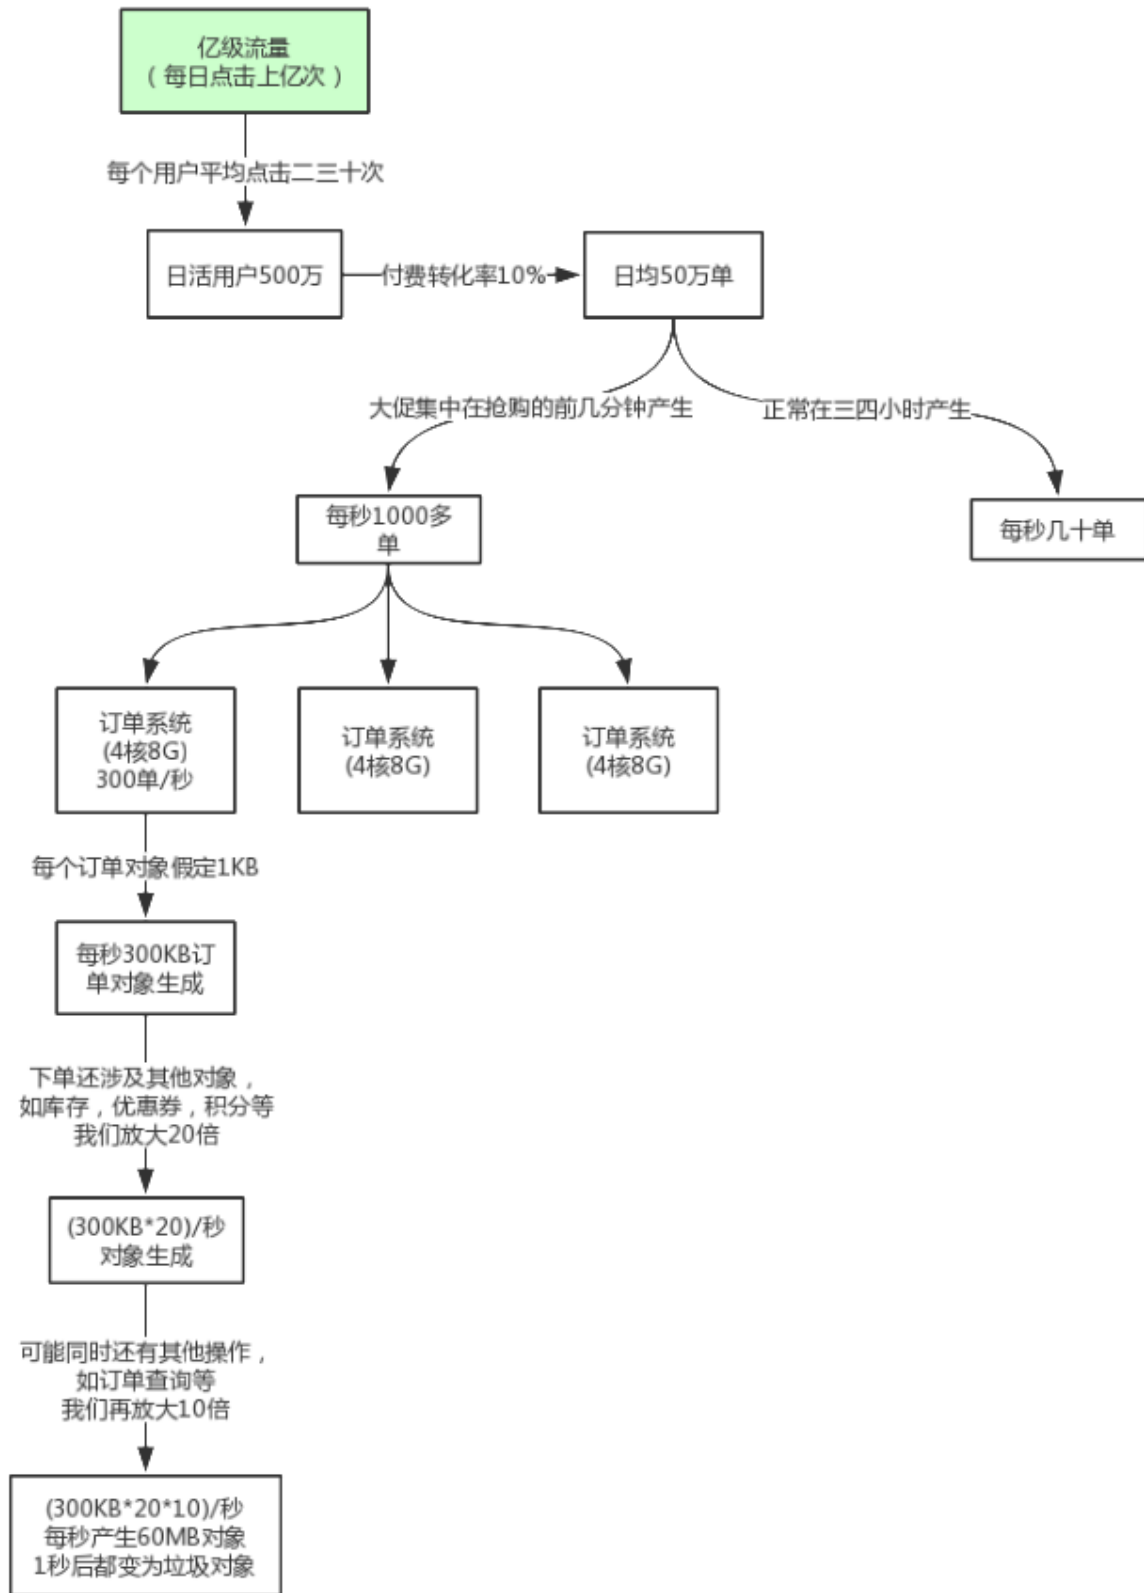 亿级流量
（每日点击上亿次）
每个用户平均点击二三十次
日活用户500万
付费转化率10%
日均50万单
大促集中在抢购的前几分钟产生
正常在三四小时产生
每秒1000多
单
每秒几十单
订单系统
(4核8G)
300单/秒
订单系统
(4核8G)
订单系统
(4核8G)
每个订单对象假定1KB
每秒300KB订
单对象生成
下单还涉及其他对象，
如库存，优惠券，积分等
我们放大20倍
(300KB*20)/秒
对象生成
可能同时还有其他操作，
如订单查询等
我们再放大10倍
(300KB*20*10)/秒
每秒产生60MB对象
1秒后都变为垃圾对象